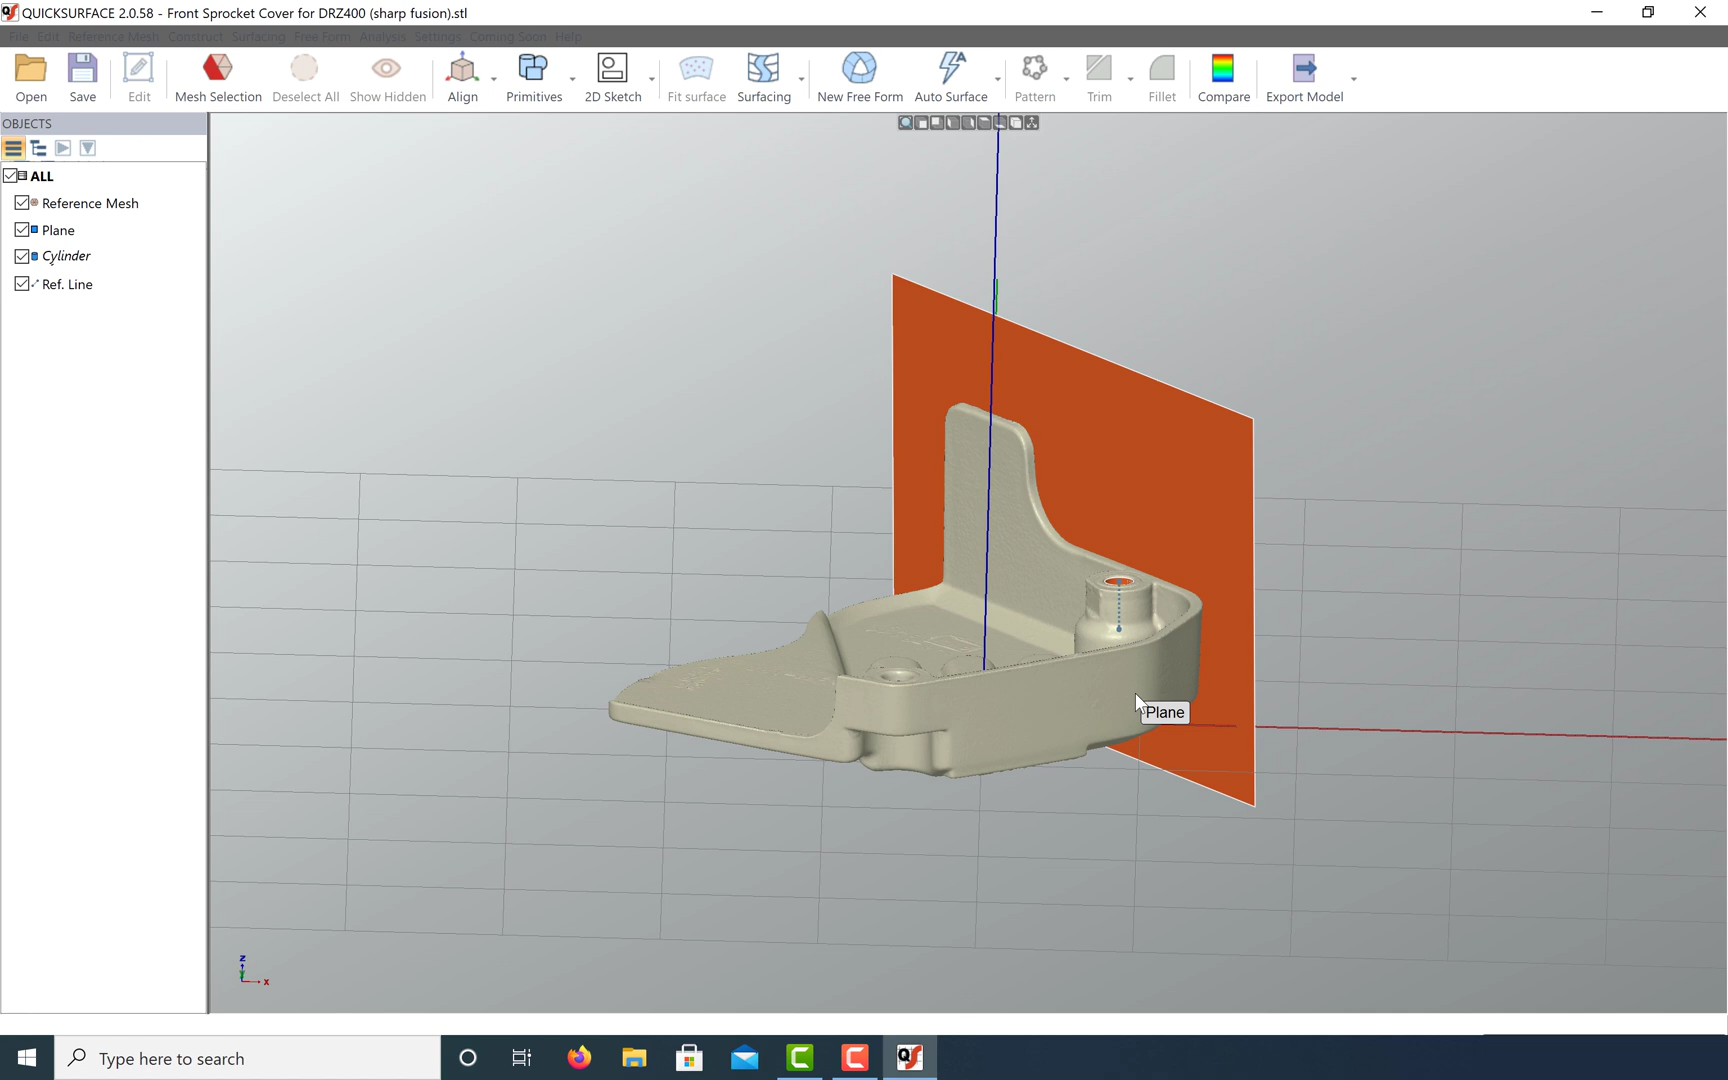 QUICKSURFACE 2.0.58 - Front Sprocket Cover for DRZ400 (sharp fusion).stl
File Edit Reference Mesh Construct Surfacing Free Form Analysis Settings Coming Soon Help
Open Save Edit Mesh Selection Deselect All Show Hidden Align Primitives 2D Sketch Fit surface Surfacing New Free Form Auto Surface Pattern Trim Fillet Compare Export Model
OBJECTS
ALL
Reference Mesh
Plane
Cylinder
Ref. Line
Plane
z
x
Type here to search